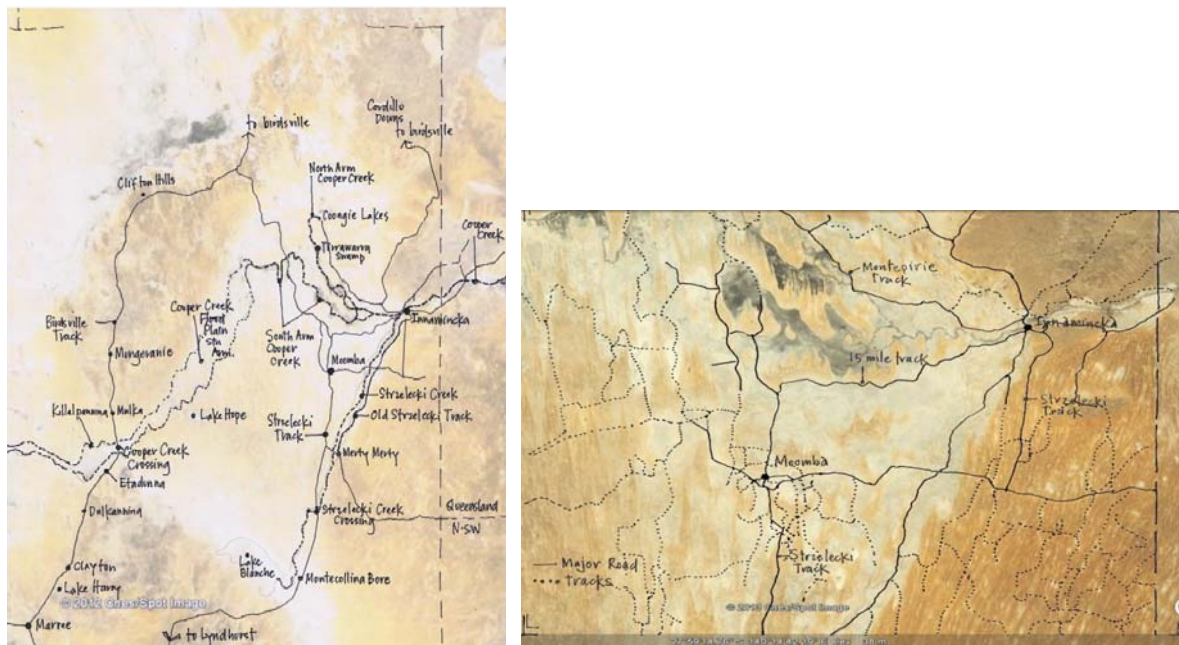 to Birdsville
Cordillo
Downs
to birdsville
North Arm
Cooper Creek
Clifton Hills
Coongie Lakes
Cooper
Creek
Tirrawarra
Swamp
Cooper Creek
Flood
Plain
Innamincka
Birdsville
Track
South Arm
Cooper
Creek
Mungeranie
Moomba
Strzelecki Creek
Killalpaninna
Mulka
Lake Hope
Old Strzelecki Track
Strzelecki
Track
Cooper Creek
Crossing
Merty Merty
Etadunna
Dulkanning
Strzelecki Creek
Crossing
Queensland
N-SW
Clayton
Lake
Blanche
Lake Harry
Montecollina Bore
© 2012 Cnes/Spot Image
Marree
to Lyndhurst
Montepirie
Track
Innamincka
15 mile track
Strzelecki
Track
Moomba
Strzelecki
Track
Major Road
Tracks
Cnes/Spot Image